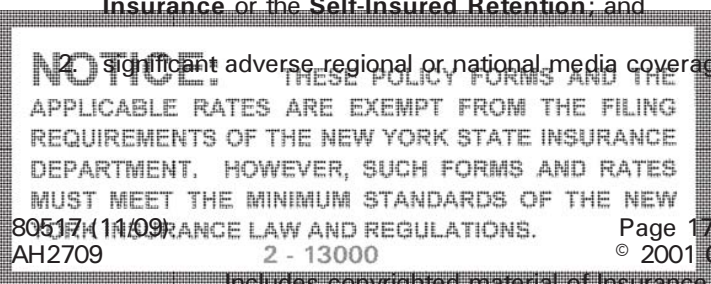 Insurance or the Self-Insured Retention; and
2. significant adverse regional or national media coverag
NOTICE: THESE POLICY FORMS AND THE
APPLICABLE RATES ARE EXEMPT FROM THE FILING
REQUIREMENTS OF THE NEW YORK STATE INSURANCE
DEPARTMENT. HOWEVER, SUCH FORMS AND RATES
MUST MEET THE MINIMUM STANDARDS OF THE NEW
YORK INSURANCE LAW AND REGULATIONS.
80517 (11/09) Page 17
AH2709 2 - 13000 © 2001
Includes copyrighted material of Insurance